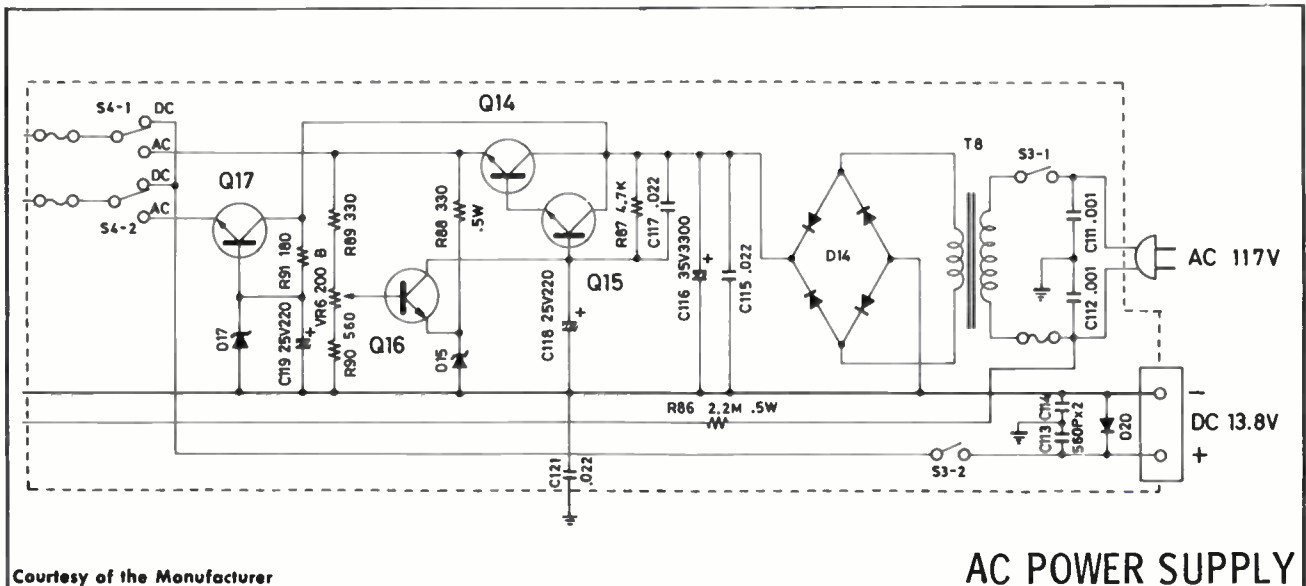 S4-1
DC
AC
DC
AC
S4-2
Q17
R91 180
D17
C119 25V220
+
VR6 200 B
R89 330
R90 560
Q16
R88 330
.5W
D15
Q14
Q15
C118 25V220
+
R87 4.7K
C117 .022
C116 35V3300
+
C115 .022
D14
T8
S3-1
C111 .001
C112 .001
AC 117V
R86 2.2M .5W
C121
.022
S3-2
C113 C114
560Px2
D20
-
DC 13.8V
+
Courtesy of the Manufacturer
AC POWER SUPPLY